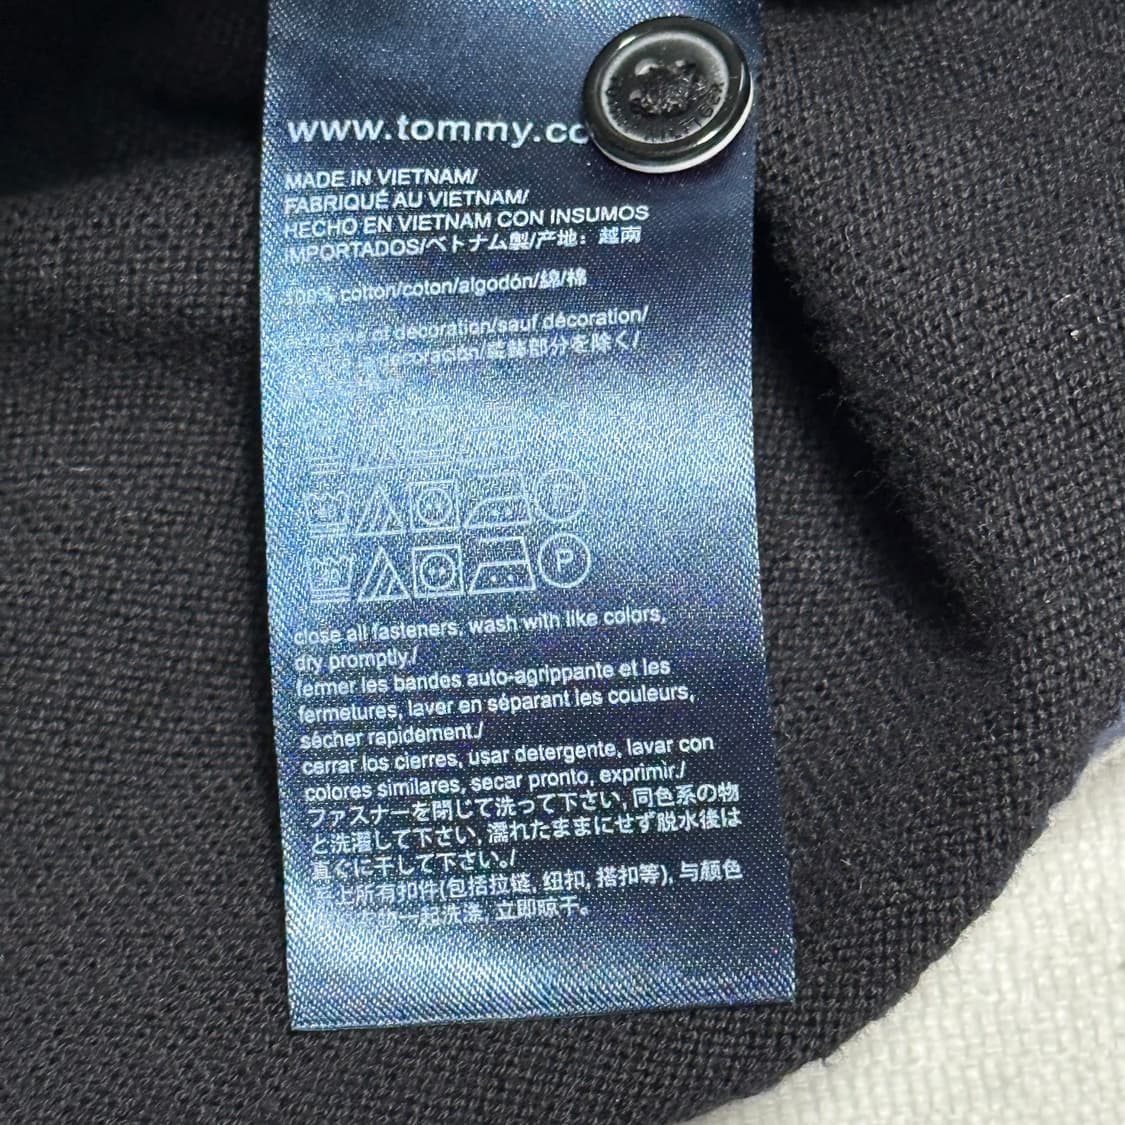 www.tommy.co
MADE IN VIETNAM/
FABRIQUÉ AU VIETNAM/
HECHO EN VIETNAM CON INSUMOS
IMPORTADOS/ベトナム製/产地：越南
100% cotton/coton/algodón/綿/棉
of decoration/sauf décoration/
decoración/装飾部分を除く/
P
P
close all fasteners, wash with like colors,
dry promptly./
fermer les bandes auto-agrippante et les
fermetures, laver en séparant les couleurs,
sécher rapidement./
cerrar los cierres, usar detergente, lavar con
colores similares, secar pronto, exprimir./
ファスナーを閉じて洗って下さい, 同色系の物
と洗濯して下さい, 濡れたままにせず脱水後は
直ぐに干して下さい。/
上所有扣件(包括拉链, 纽扣, 搭扣等), 与颜色
物一起洗涤, 立即晾干。